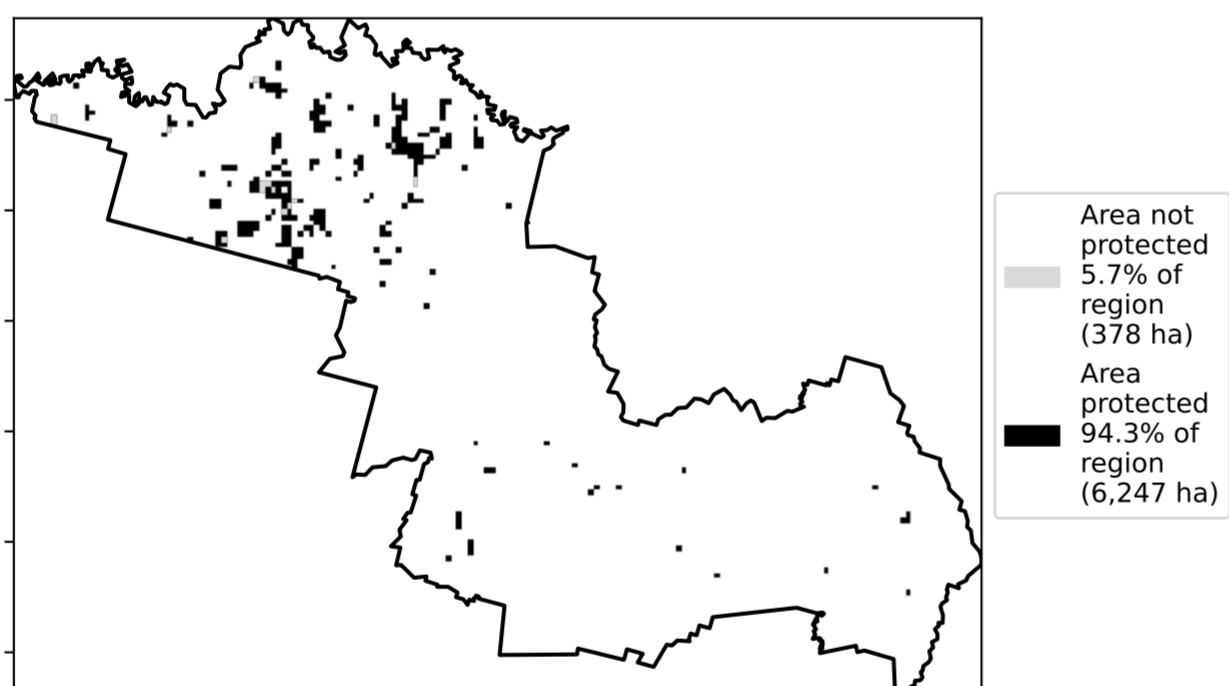 Area not
protected
5.7% of
region
(378 ha)
Area
protected
94.3% of
region
(6,247 ha)